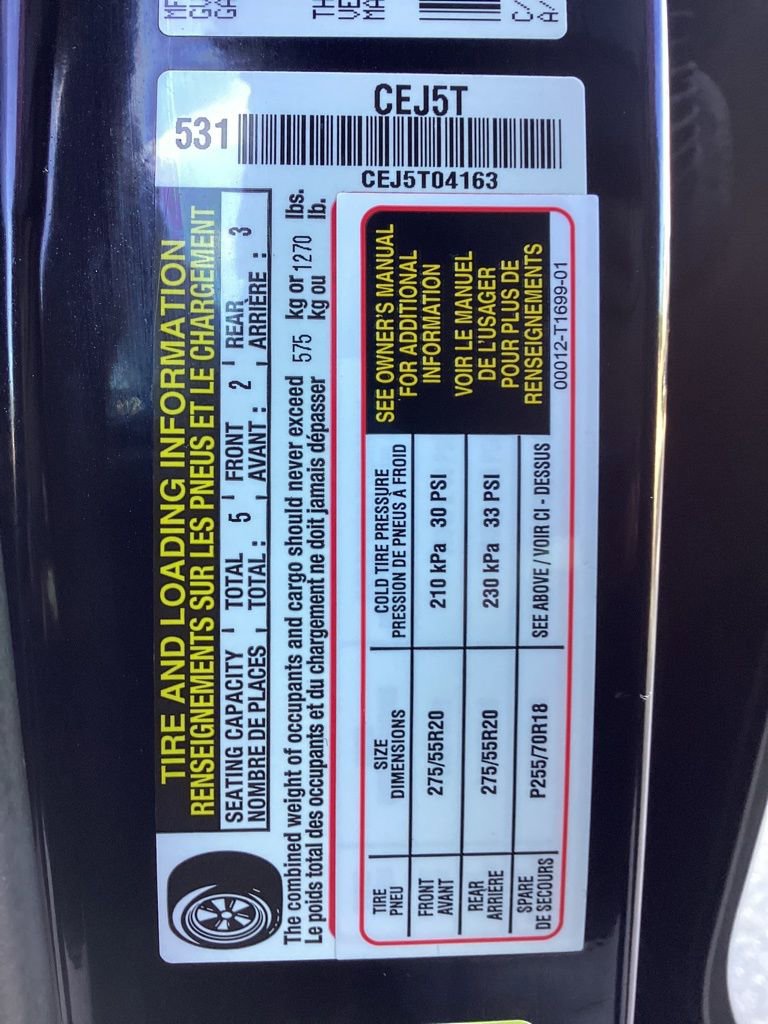 CEJ5T
531
CEJ5T04163
TIRE AND LOADING INFORMATION
RENSEIGNEMENTS SUR LES PNEUS ET LE CHARGEMENT
SEATING CAPACITY TOTAL 5 FRONT 2 REAR 3
NOMBRE DE PLACES TOTAL : AVANT : ARRIÈRE :
The combined weight of occupants and cargo should never exceed 575 kg or 1270 lbs.
Le poids total des occupants et du chargement ne doit jamais dépasser kg ou lb.
TIRE SIZE COLD TIRE PRESSURE
PNEU DIMENSIONS PRESSION DE PNEUS À FROID
FRONT
AVANT 275/55R20 210 kPa 30 PSI
REAR
ARRIÈRE 275/55R20 230 kPa 33 PSI
SPARE
DE SECOURS P255/70R18 SEE ABOVE / VOIR CI - DESSUS
SEE OWNER'S MANUAL
FOR ADDITIONAL
INFORMATION
VOIR LE MANUEL
DE L'USAGER
POUR PLUS DE
RENSEIGNEMENTS
00012-T1699-01